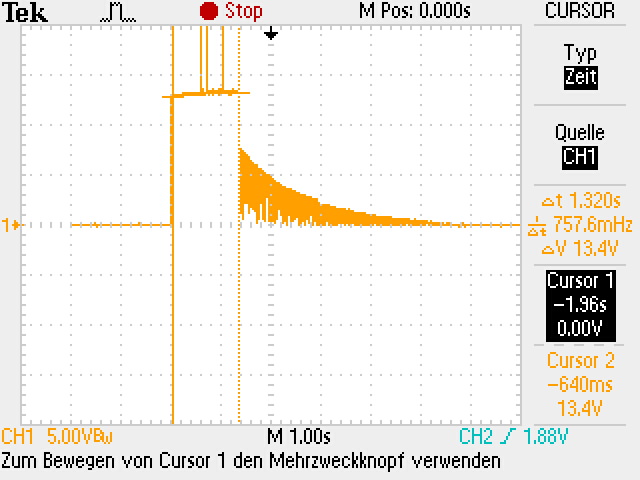 Tek Stop M Pos: 0.000s CURSOR
Typ
Zeit
Quelle
CH1
Δt 1.320s
1/Δt 757.6mHz
ΔV 13.4V
1
Cursor 1
−1.96s
0.00V
Cursor 2
−640ms
13.4V
CH1 5.00VBw M 1.00s CH2 1.88V
Zum Bewegen von Cursor 1 den Mehrzweckknopf verwenden